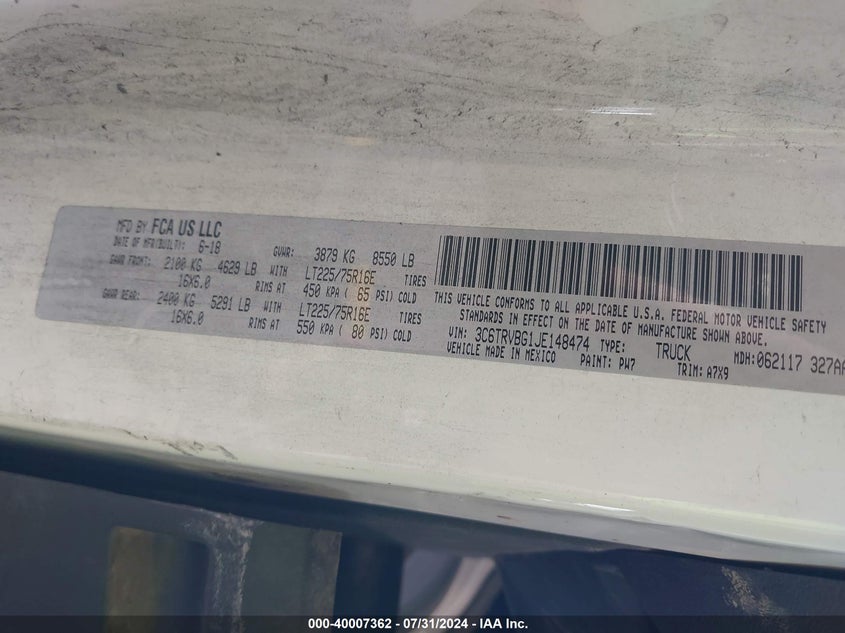 MFD BY FCA US LLC
DATE OF MFR(BUILT): 6-18 GVWR: 3879 KG 8550 LB
GAWR FRONT: 2100 KG 4629 LB WITH LT225/75R16E TIRES
16X6.0 RIMS AT 450 KPA ( 65 PSI) COLD
GAWR REAR: 2400 KG 5291 LB WITH LT225/75R16E TIRES
16X6.0 RIMS AT 550 KPA ( 80 PSI) COLD
THIS VEHICLE CONFORMS TO ALL APPLICABLE U.S.A. FEDERAL MOTOR VEHICLE SAFETY
STANDARDS IN EFFECT ON THE DATE OF MANUFACTURE SHOWN ABOVE.
VIN: 3C6TRVBG1JE148474 TYPE: TRUCK MDH:062117 327AA
VEHICLE MADE IN MEXICO PAINT: PW7 TRIM: A7X9
000-40007362 - 07/31/2024 - IAA Inc.